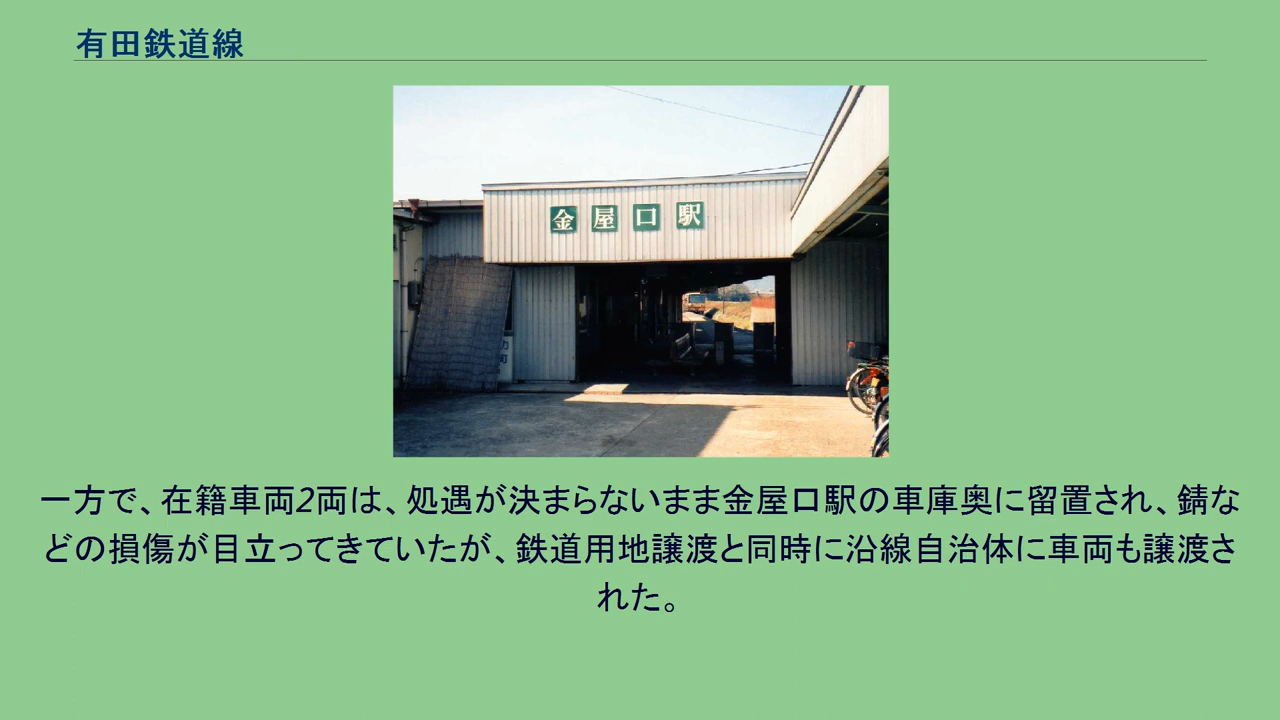 有田鉄道線
金屋口駅
一方で、在籍車両2両は、処遇が決まらないまま金屋口駅の車庫奥に留置され、錆な
どの損傷が目立ってきていたが、鉄道用地譲渡と同時に沿線自治体に車両も譲渡さ
れた。